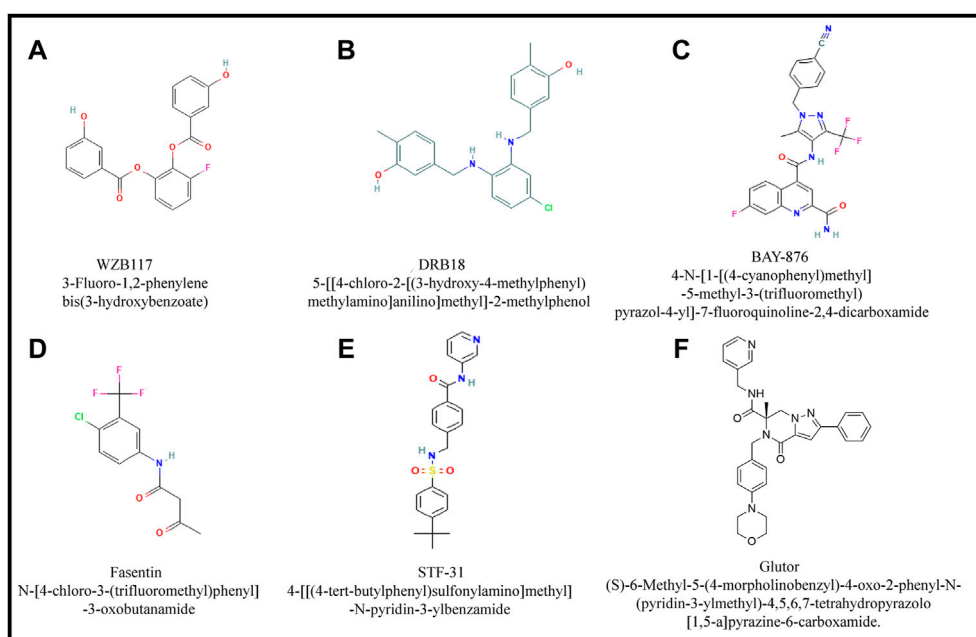 A
B
C
D
E
F
H
O
O
O
O
O
F
H
O
WZB117
3-Fluoro-1,2-phenylene
bis(3-hydroxybenzoate)
O
H
H
N
N
H
H
O
Cl
DRB18
5-[[4-chloro-2-[(3-hydroxy-4-methylphenyl)
methylamino]anilino]methyl]-2-methylphenol
N
N
N
F
F
F
O
N
H
F
N
O
N
H
H
BAY-876
4-N-[1-[(4-cyanophenyl)methyl]
-5-methyl-3-(trifluoromethyl)
pyrazol-4-yl]-7-fluoroquinoline-2,4-dicarboxamide
F
F
F
Cl
N
H
O
O
Fasentin
N-[4-chloro-3-(trifluoromethyl)phenyl]
-3-oxobutanamide
N
O
N
H
H
N
O S O
STF-31
4-[[(4-tert-butylphenyl)sulfonylamino]methyl]
-N-pyridin-3-ylbenzamide
N
NH
O
N
N
N
O
N
O
Glutor
(S)-6-Methyl-5-(4-morpholinobenzyl)-4-oxo-2-phenyl-N-
(pyridin-3-ylmethyl)-4,5,6,7-tetrahydropyrazolo
[1,5-a]pyrazine-6-carboxamide.